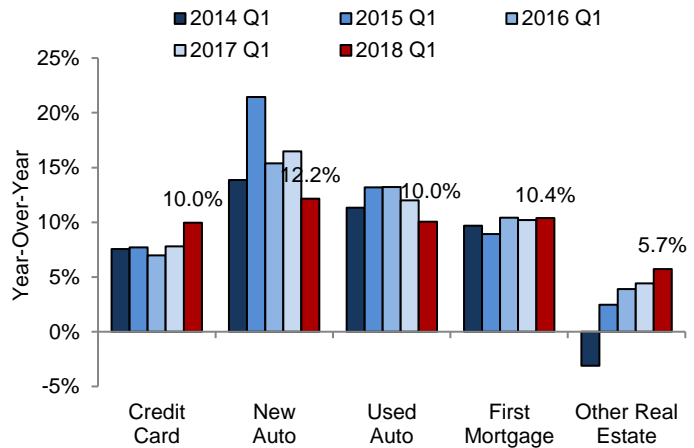 2014 Q1 2015 Q1 2016 Q1
2017 Q1 2018 Q1
25%
20%
15%
10%
5%
0%
-5%
Year-Over-Year
10.0%
12.2%
10.0%
10.4%
5.7%
Credit
Card
New
Auto
Used
Auto
First
Mortgage
Other Real
Estate